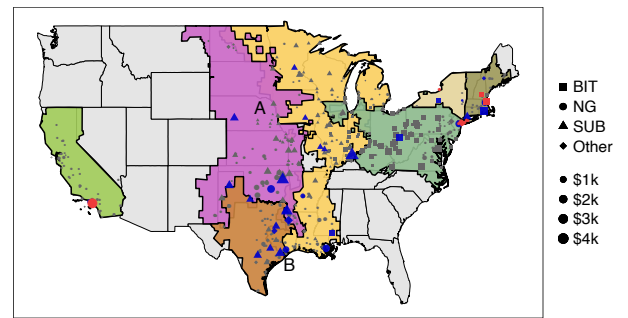 A
B
BIT
NG
SUB
Other
$1k
$2k
$3k
$4k